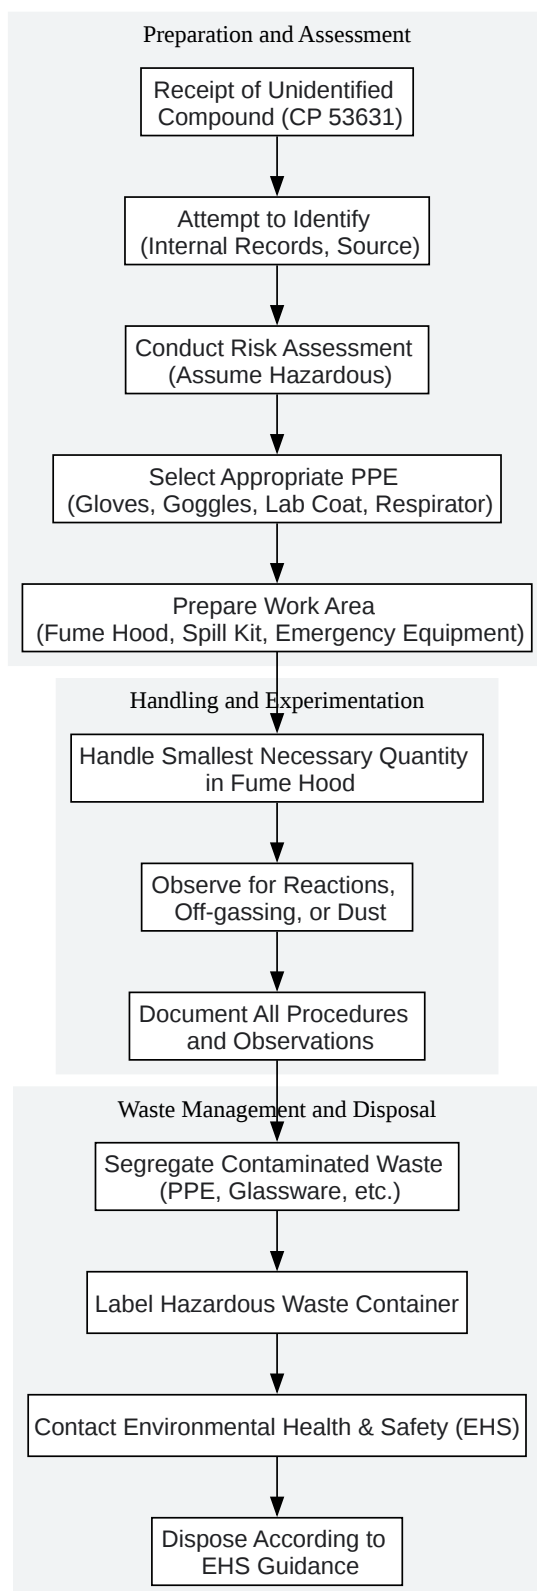 Preparation and Assessment
Receipt of Unidentified
Compound (CP 53631)
Attempt to Identify
(Internal Records, Source)
Conduct Risk Assessment
(Assume Hazardous)
Select Appropriate PPE
(Gloves, Goggles, Lab Coat, Respirator)
Prepare Work Area
(Fume Hood, Spill Kit, Emergency Equipment)
Handling and Experimentation
Handle Smallest Necessary Quantity
in Fume Hood
Observe for Reactions,
Off-gassing, or Dust
Document All Procedures
and Observations
Waste Management and Disposal
Segregate Contaminated Waste
(PPE, Glassware, etc.)
Label Hazardous Waste Container
Contact Environmental Health & Safety (EHS)
Dispose According to
EHS Guidance